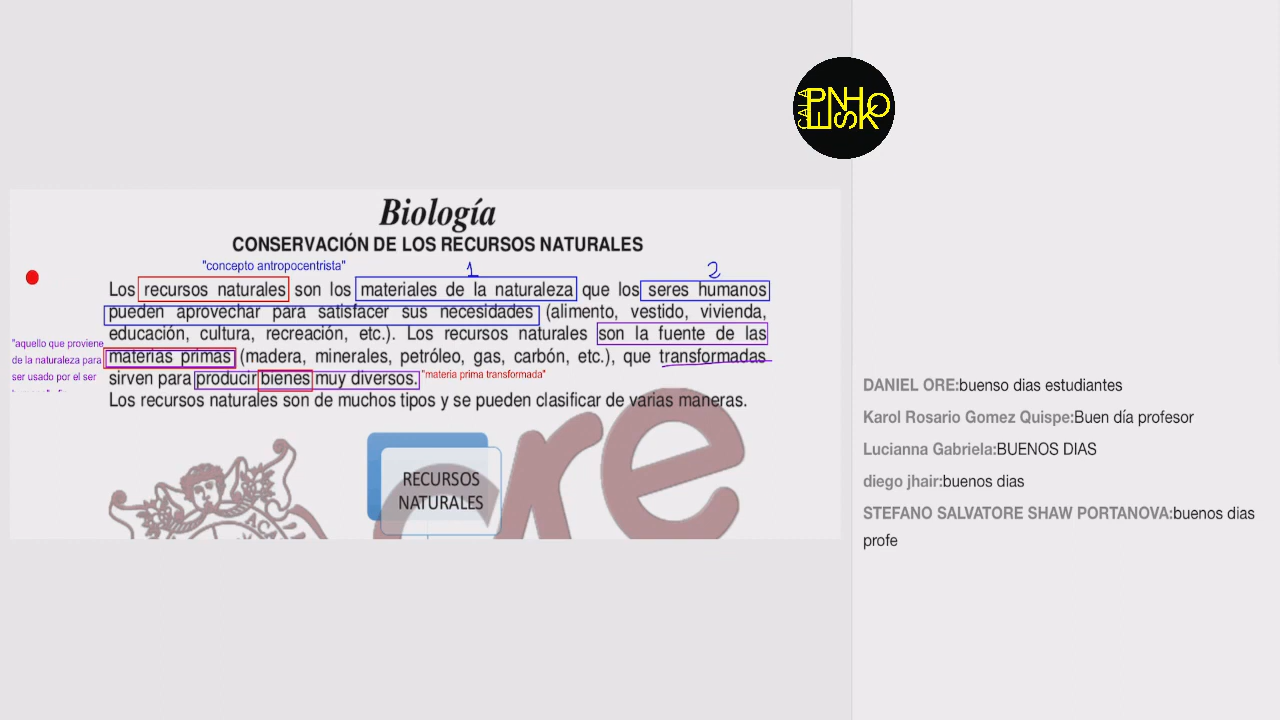 CALA
PENHSKO
Biología
CONSERVACIÓN DE LOS RECURSOS NATURALES
"concepto antropocentrista"
1
2
Los recursos naturales son los materiales de la naturaleza que los seres humanos
pueden aprovechar para satisfacer sus necesidades (alimento, vestido, vivienda,
educación, cultura, recreación, etc.). Los recursos naturales son la fuente de las
materias primas (madera, minerales, petróleo, gas, carbón, etc.), que transformadas
sirven para producir bienes muy diversos. "materia prima transformada"
Los recursos naturales son de muchos tipos y se pueden clasificar de varias maneras.
"aquello que proviene
de la naturaleza para
ser usado por el ser
RECURSOS
NATURALES
ore
DANIEL ORE:buenso dias estudiantes
Karol Rosario Gomez Quispe:Buen día profesor
Lucianna Gabriela:BUENOS DIAS
diego jhair:buenos dias
STEFANO SALVATORE SHAW PORTANOVA:buenos dias
profe